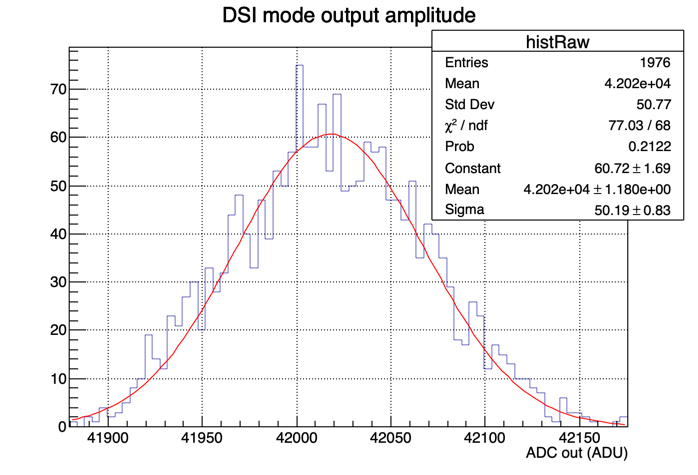 DSI mode output amplitude
histRaw
Entries 1976
Mean 4.202e+04
Std Dev 50.77
χ² / ndf 77.03 / 68
Prob 0.2122
Constant 60.72 ± 1.69
Mean 4.202e+04 ± 1.180e+00
Sigma 50.19 ± 0.83
70
60
50
40
30
20
10
0
41900 41950 42000 42050 42100 42150
ADC out (ADU)